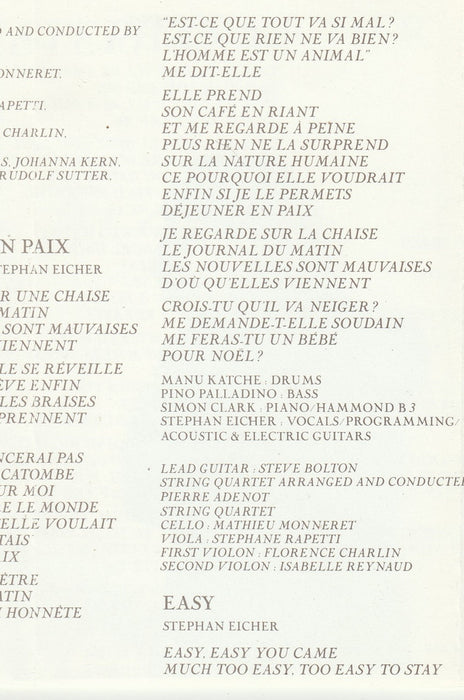 D AND CONDUCTED BY
ONNERET.
APETTI.
CHARLIN.
S. JOHANNA KERN.
RUDOLF SUTTER.
N PAIX
TEPHAN EICHER
R UNE CHAISE
MATIN
SONT MAUVAISES
VIENNENT
LE SE RÉVEILLE
ÈVE ENFIN
LES BRAISES
PRENNENT
NCERAI PAS
CATOMBE
UR MOI
RE LE MONDE
ELLE VOULAIT
TAIS
IX
ÊTRE
ATIN
I HONNÊTE
"EST-CE QUE TOUT VA SI MAL?
EST-CE QUE RIEN NE VA BIEN?
L'HOMME EST UN ANIMAL"
ME DIT-ELLE
ELLE PREND
SON CAFÉ EN RIANT
ET ME REGARDE À PEINE
PLUS RIEN NE LA SURPREND
SUR LA NATURE HUMAINE
CE POURQUOI ELLE VOUDRAIT
ENFIN SI JE LE PERMETS
DÉJEUNER EN PAIX
JE REGARDE SUR LA CHAISE
LE JOURNAL DU MATIN
LES NOUVELLES SONT MAUVAISES
D'OÙ QU'ELLES VIENNENT
CROIS-TU QU'IL VA NEIGER?
ME DEMANDE-T-ELLE SOUDAIN
ME FERAS-TU UN BÉBÉ
POUR NOËL?
MANU KATCHE : DRUMS
PINO PALLADINO : BASS
SIMON CLARK : PIANO/HAMMOND B3
STEPHAN EICHER : VOCALS/PROGRAMMING/
ACOUSTIC & ELECTRIC GUITARS
LEAD GUITAR : STEVE BOLTON
STRING QUARTET ARRANGED AND CONDUCTE
PIERRE ADENOT
STRING QUARTET
CELLO : MATHIEU MONNERET
VIOLA : STEPHANE RAPETTI
FIRST VIOLON : FLORENCE CHARLIN
SECOND VIOLON : ISABELLE REYNAUD
EASY
STEPHAN EICHER
EASY, EASY YOU CAME
MUCH TOO EASY, TOO EASY TO STAY